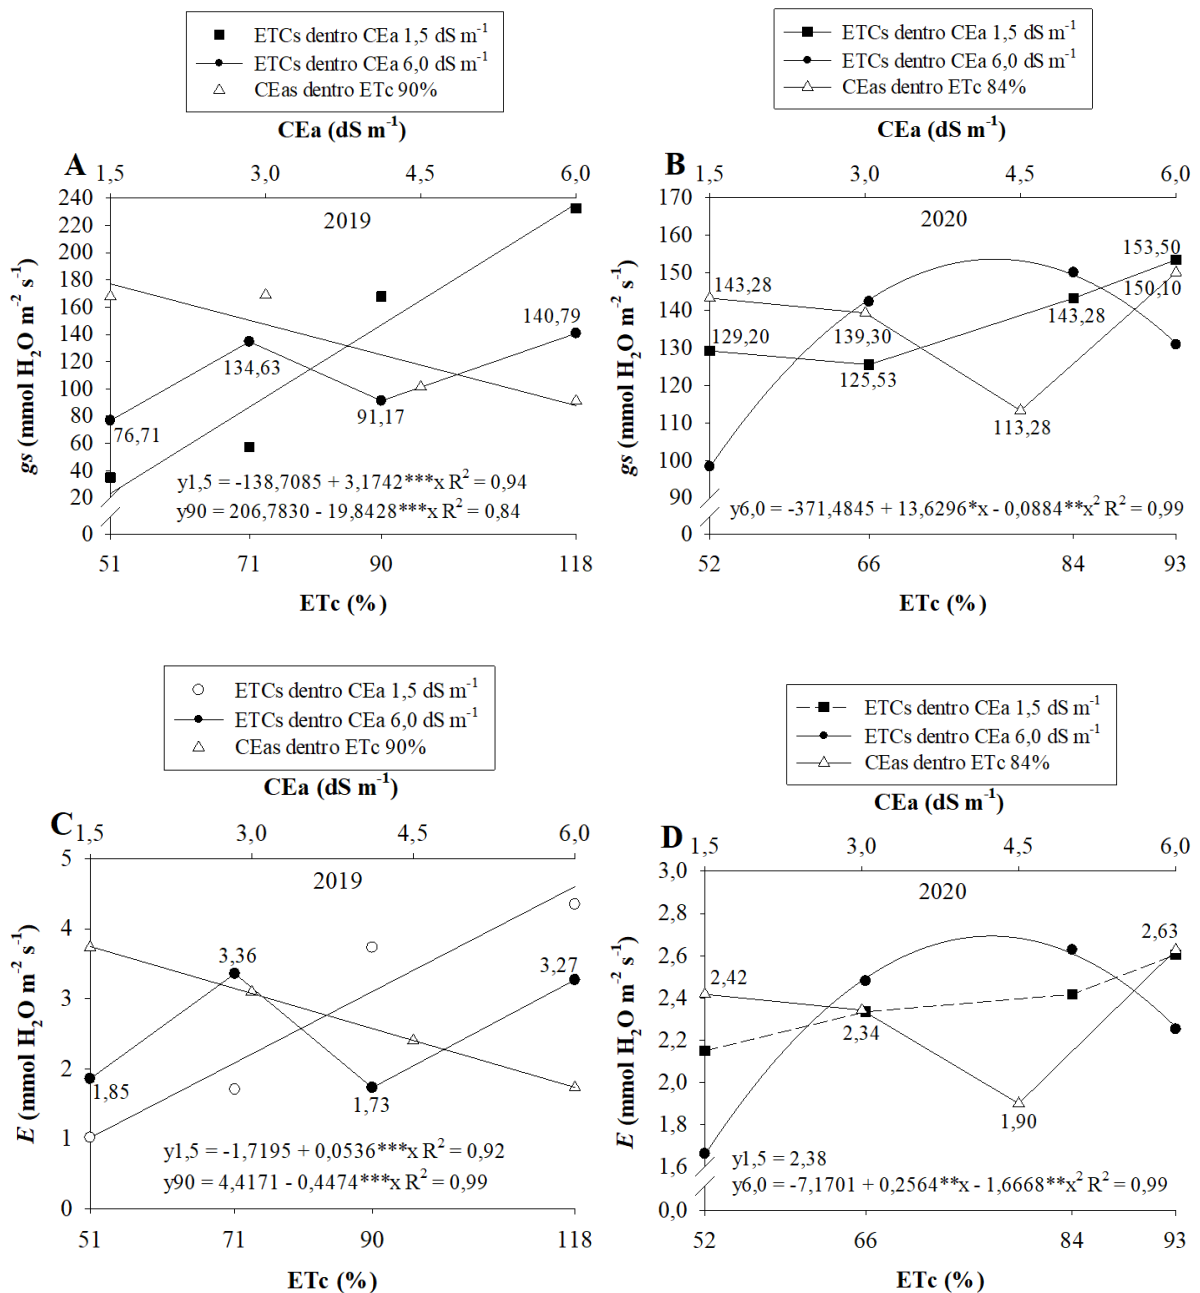 ETCs dentro CEa 1,5 dS m⁻¹
ETCs dentro CEa 6,0 dS m⁻¹
CEas dentro ETc 90%
CEa (dS m⁻¹)
A
1,5 3,0 4,5 6,0
2019
240
220
200
180
160
140
120
100
80
60
40
20
0
gs (mmol H₂O m⁻² s⁻¹)
76,71
134,63
91,17
140,79
y1,5 = -138,7085 + 3,1742***x R² = 0,94
y90 = 206,7830 - 19,8428***x R² = 0,84
51 71 90 118
ETc (%)
ETCs dentro CEa 1,5 dS m⁻¹
ETCs dentro CEa 6,0 dS m⁻¹
CEas dentro ETc 84%
CEa (dS m⁻¹)
B
1,5 3,0 4,5 6,0
2020
170
160
150
140
130
120
110
100
90
0
gs (mmol H₂O m⁻² s⁻¹)
143,28
129,20
139,30
125,53
113,28
143,28
153,50
150,10
y6,0 = -371,4845 + 13,6296*x - 0,0884**x² R² = 0,99
52 66 84 93
ETc (%)
ETCs dentro CEa 1,5 dS m⁻¹
ETCs dentro CEa 6,0 dS m⁻¹
CEas dentro ETc 90%
CEa (dS m⁻¹)
C
1,5 3,0 4,5 6,0
2019
5
4
3
2
1
0
E (mmol H₂O m⁻² s⁻¹)
1,85
3,36
1,73
3,27
y1,5 = -1,7195 + 0,0536***x R² = 0,92
y90 = 4,4171 - 0,4474***x R² = 0,99
51 71 90 118
ETc (%)
ETCs dentro CEa 1,5 dS m⁻¹
ETCs dentro CEa 6,0 dS m⁻¹
CEas dentro ETc 84%
CEa (dS m⁻¹)
D
1,5 3,0 4,5 6,0
2020
3,0
2,8
2,6
2,4
2,2
2,0
1,8
1,6
0,0
E (mmol H₂O m⁻² s⁻¹)
2,42
2,34
1,90
2,63
y1,5 = 2,38
y6,0 = -7,1701 + 0,2564**x - 1,6668**x² R² = 0,99
52 66 84 93
ETc (%)